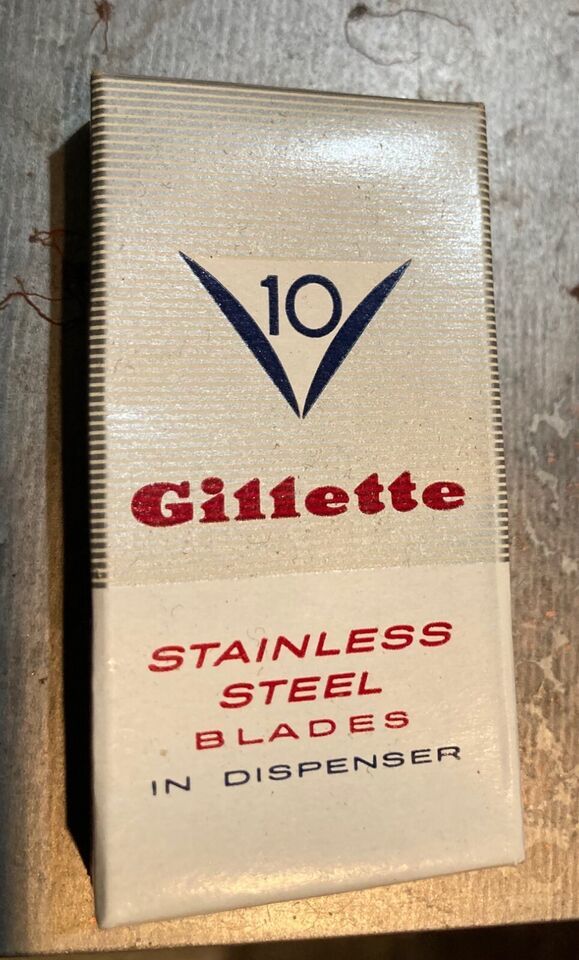 10
Gillette
STAINLESS
STEEL
BLADES
IN DISPENSER